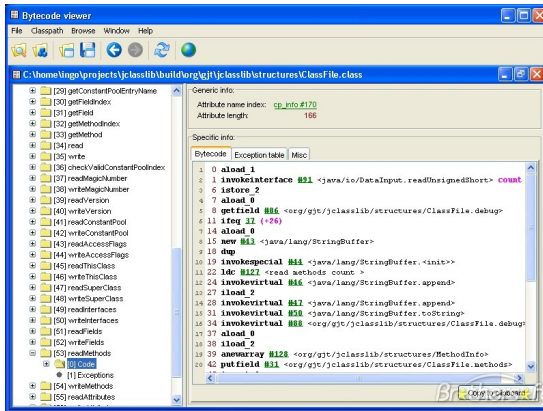 Bytecode viewer
File Classpath Browse Window Help
C:\home\ingo\projects\jclasslib\build\org\gjt\jclasslib\structures\ClassFile.class
[29] getConstantPoolEntryName
[30] getFieldIndex
[31] getField
[32] getMethodIndex
[33] getMethod
[34] read
[35] write
[36] checkValidConstantPoolIndex
[37] readMagicNumber
[38] writeMagicNumber
[39] readVersion
[40] writeVersion
[41] readConstantPool
[42] writeConstantPool
[43] readAccessFlags
[44] writeAccessFlags
[45] readThisClass
[46] writeThisClass
[47] readSuperClass
[48] writeSuperClass
[49] readInterfaces
[50] writeInterfaces
[51] readFields
[52] writeFields
[53] readMethods
[0] Code
[1] Exceptions
[54] writeMethods
[55] readAttributes
Generic info:
Attribute name index: cp_info #170
Attribute length: 166
Specific info:
Bytecode Exception table Misc
1 0 aload_1
2 1 invokeinterface #91 <java/io/DataInput.readUnsignedShort> count
3 6 istore_2
4 7 aload_0
5 8 getfield #86 <org/gjt/jclasslib/structures/ClassFile.debug>
6 11 ifeq 37 (+26)
7 14 aload_0
8 15 new #43 <java/lang/StringBuffer>
9 18 dup
10 19 invokespecial #44 <java/lang/StringBuffer.<init>>
11 22 ldc #127 <read methods count >
12 24 invokevirtual #46 <java/lang/StringBuffer.append>
13 27 iload_2
14 28 invokevirtual #47 <java/lang/StringBuffer.append>
15 31 invokevirtual #50 <java/lang/StringBuffer.toString>
16 34 invokevirtual #88 <org/gjt/jclasslib/structures/ClassFile.debug>
17 37 aload_0
18 38 iload_2
19 39 anewarray #128 <org/gjt/jclasslib/structures/MethodInfo>
20 42 putfield #31 <org/gjt/jclasslib/structures/ClassFile.methods>
Copy to clipboard